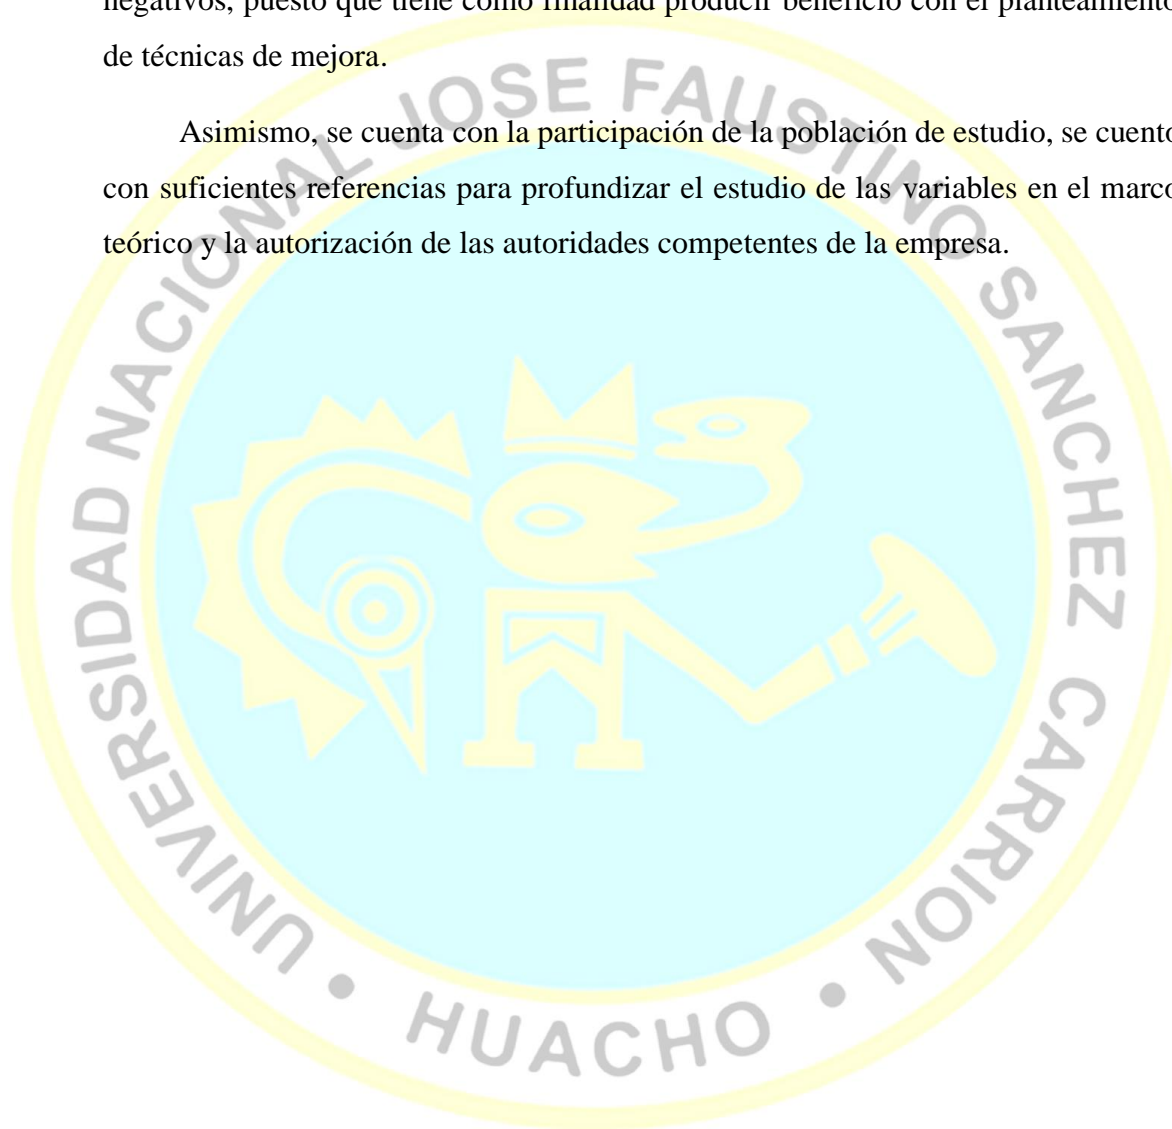 negativos, puesto que tiene como finalidad producir beneficio con el planteamiento
de técnicas de mejora.
Asimismo, se cuenta con la participación de la población de estudio, se cuento
con suficientes referencias para profundizar el estudio de las variables en el marco
teórico y la autorización de las autoridades competentes de la empresa.
UNIVERSIDAD NACIONAL JOSE FAUSTINO SANCHEZ CARRION
• HUACHO •